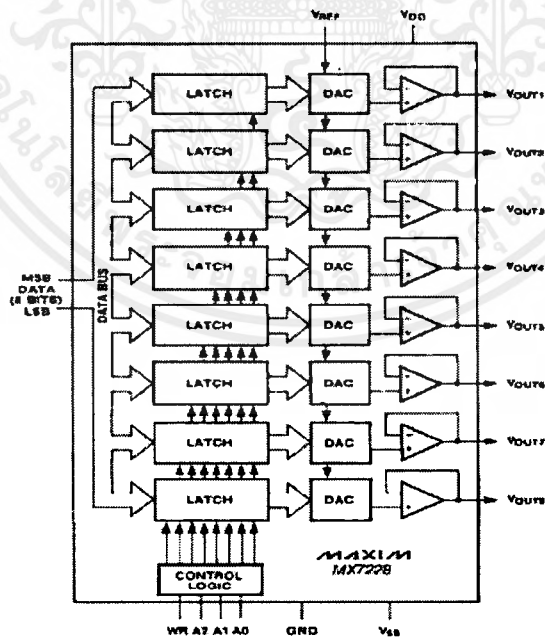 VREF VDD
LATCH DAC VOUT1
LATCH DAC VOUT2
LATCH DAC VOUT3
LATCH DAC VOUT4
MSB
DATA
(8 BITS)
LSB
DATA BUS
LATCH DAC VOUT5
LATCH DAC VOUT6
LATCH DAC VOUT7
LATCH DAC VOUT8
MAXIM
MX7228
CONTROL
LOGIC
WR A2 A1 A0 GND VSS